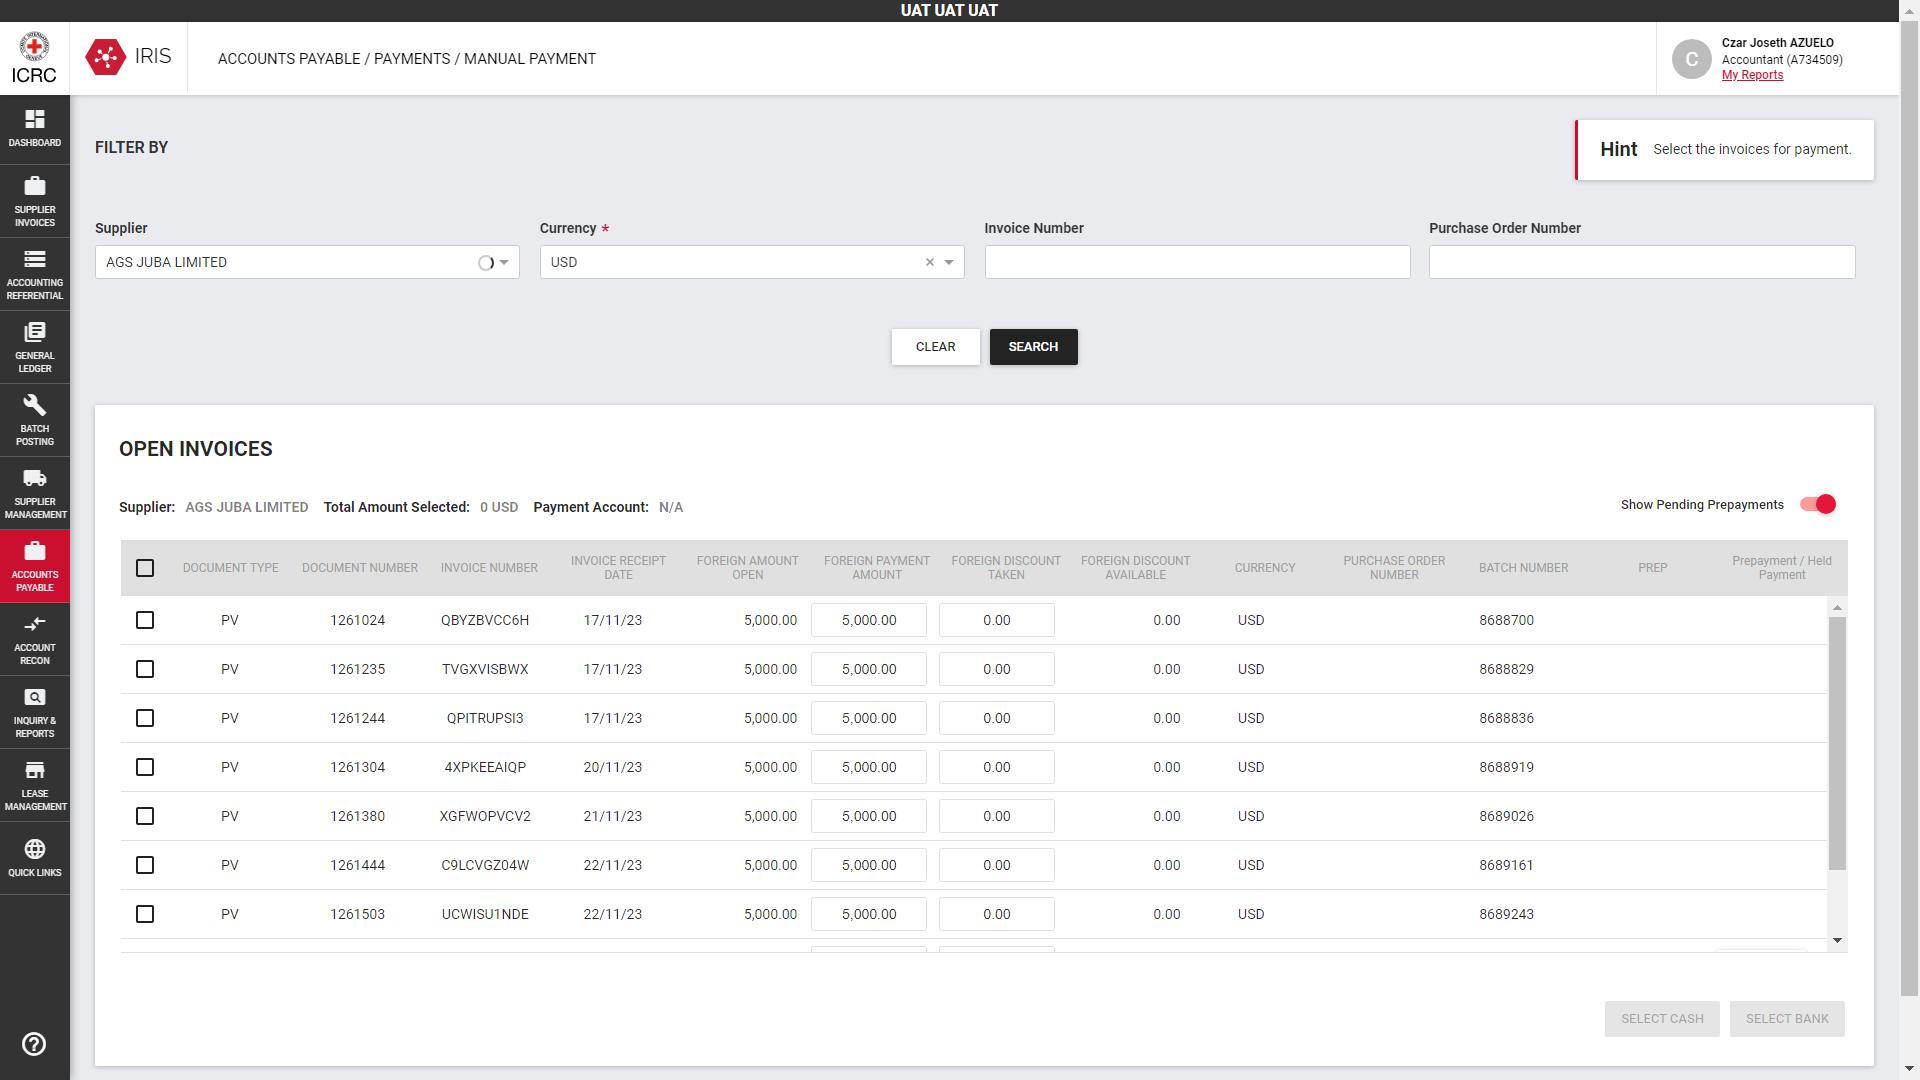 UAT UAT UAT
ICRC
IRIS
ACCOUNTS PAYABLE / PAYMENTS / MANUAL PAYMENT
C
Czar Joseth AZUELO
Accountant (A734509)
My Reports
DASHBOARD
SUPPLIER INVOICES
ACCOUNTING REFERENTIAL
GENERAL LEDGER
BATCH POSTING
SUPPLIER MANAGEMENT
ACCOUNTS PAYABLE
ACCOUNT RECON
INQUIRY & REPORTS
LEASE MANAGEMENT
QUICK LINKS
FILTER BY
Hint Select the invoices for payment.
Supplier Currency * Invoice Number Purchase Order Number
AGS JUBA LIMITED USD
CLEAR SEARCH
OPEN INVOICES
Supplier: AGS JUBA LIMITED Total Amount Selected: 0 USD Payment Account: N/A Show Pending Prepayments
DOCUMENT TYPE DOCUMENT NUMBER INVOICE NUMBER INVOICE RECEIPT DATE FOREIGN AMOUNT OPEN FOREIGN PAYMENT AMOUNT FOREIGN DISCOUNT TAKEN FOREIGN DISCOUNT AVAILABLE CURRENCY PURCHASE ORDER NUMBER BATCH NUMBER PREP Prepayment / Held Payment
PV 1261024 QBYZBVCC6H 17/11/23 5,000.00 5,000.00 0.00 0.00 USD 8688700
PV 1261235 TVGXVISBWX 17/11/23 5,000.00 5,000.00 0.00 0.00 USD 8688829
PV 1261244 QPITRUPSI3 17/11/23 5,000.00 5,000.00 0.00 0.00 USD 8688836
PV 1261304 4XPKEEAIQP 20/11/23 5,000.00 5,000.00 0.00 0.00 USD 8688919
PV 1261380 XGFWOPVCV2 21/11/23 5,000.00 5,000.00 0.00 0.00 USD 8689026
PV 1261444 C9LCVGZ04W 22/11/23 5,000.00 5,000.00 0.00 0.00 USD 8689161
PV 1261503 UCWISU1NDE 22/11/23 5,000.00 5,000.00 0.00 0.00 USD 8689243
SELECT CASH SELECT BANK